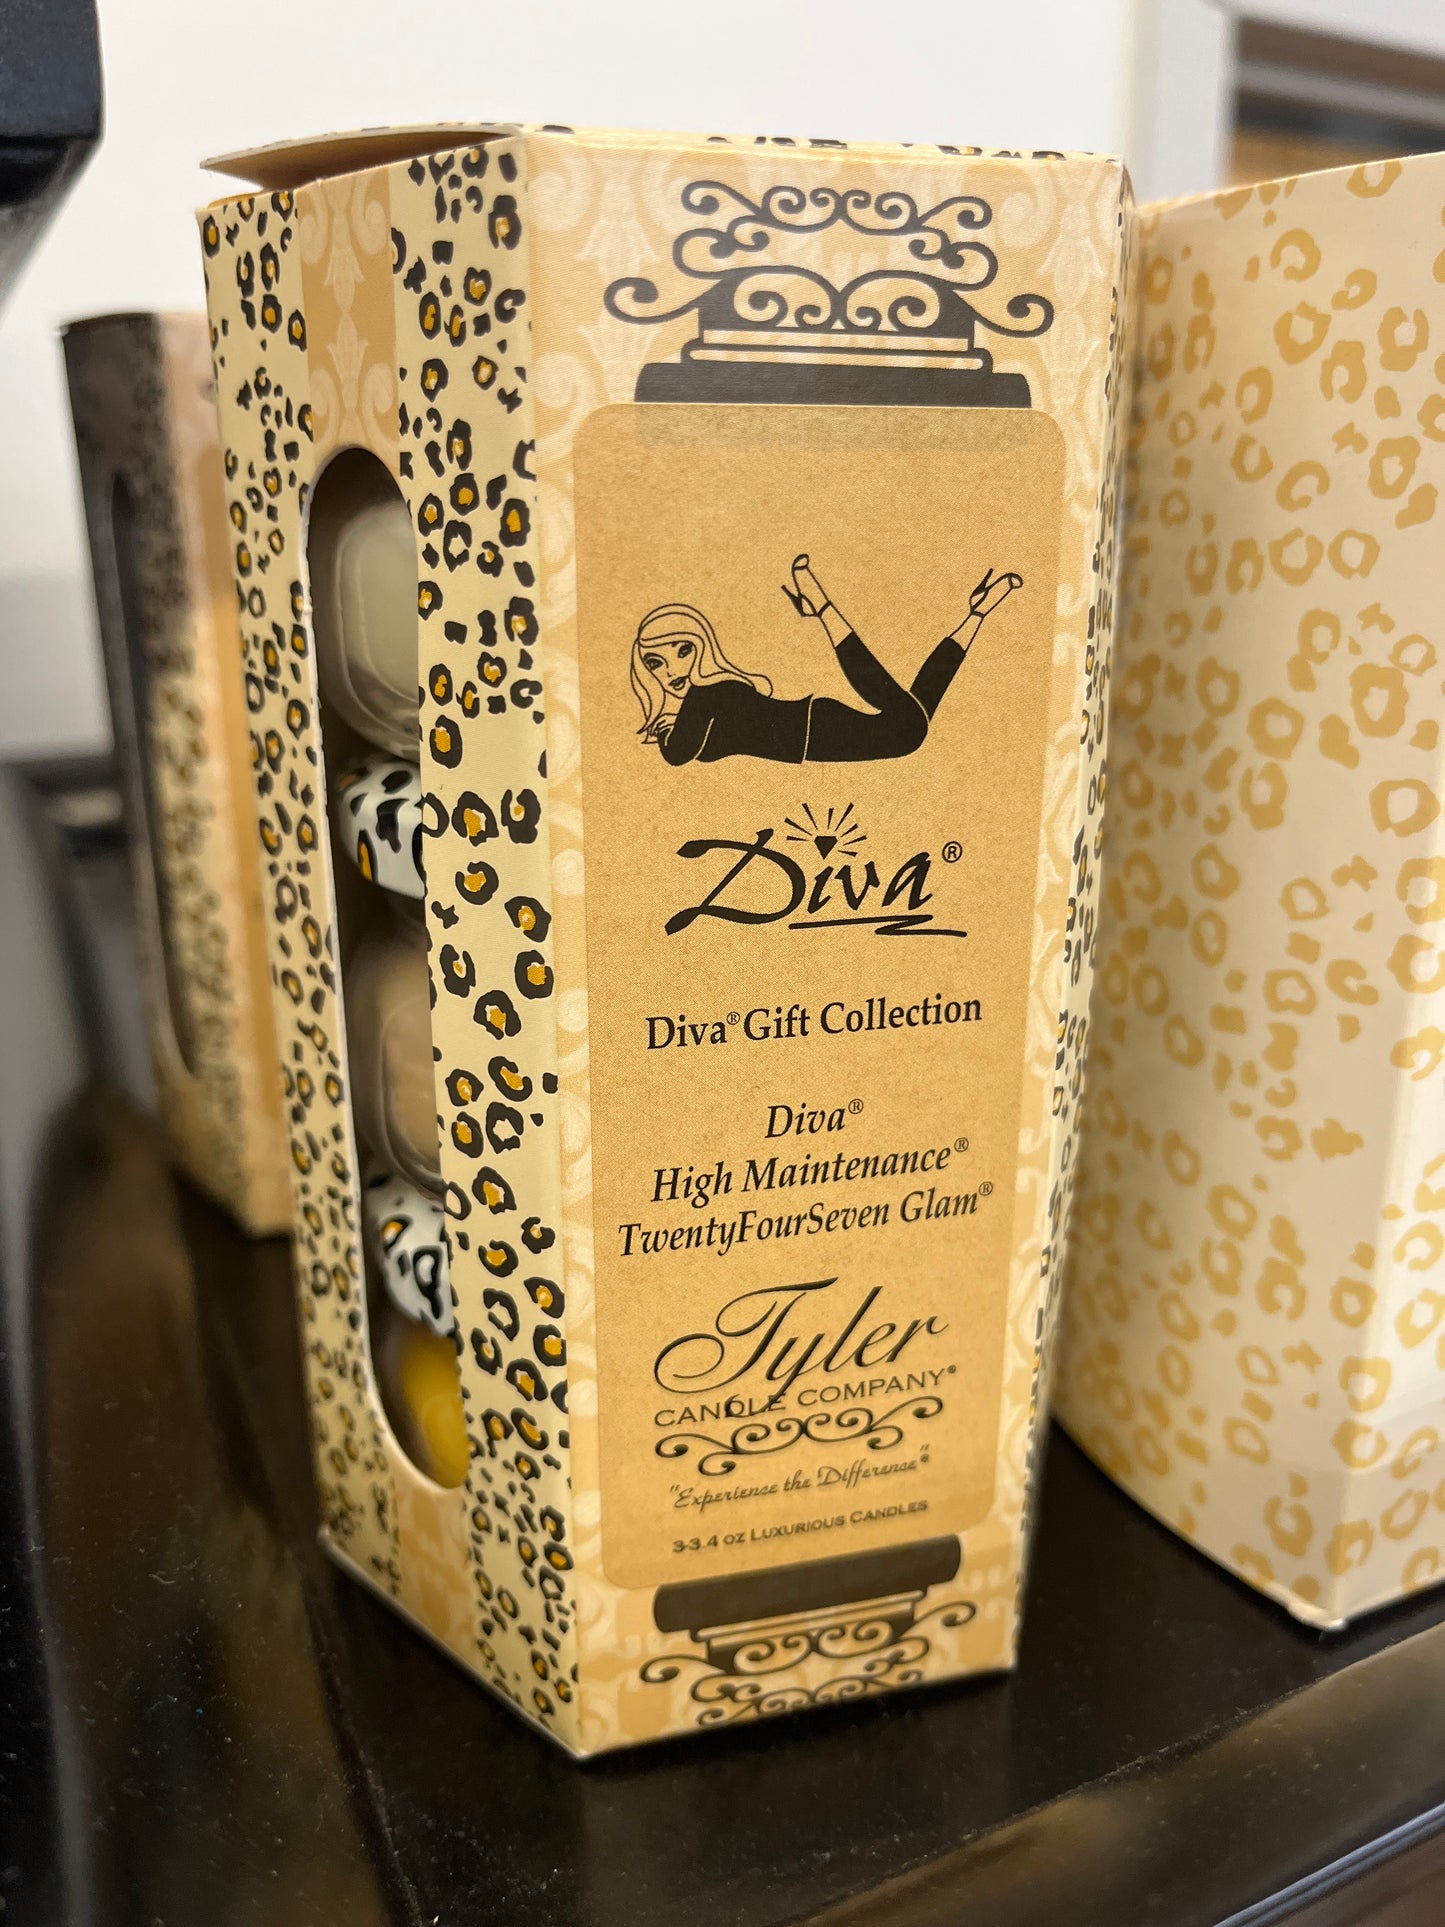 Diva®
Diva® Gift Collection
Diva®
High Maintenance®
TwentyFourSeven Glam®
Tyler
CANDLE COMPANY®
"Experience the Difference"®
3-3.4 OZ LUXURIOUS CANDLES